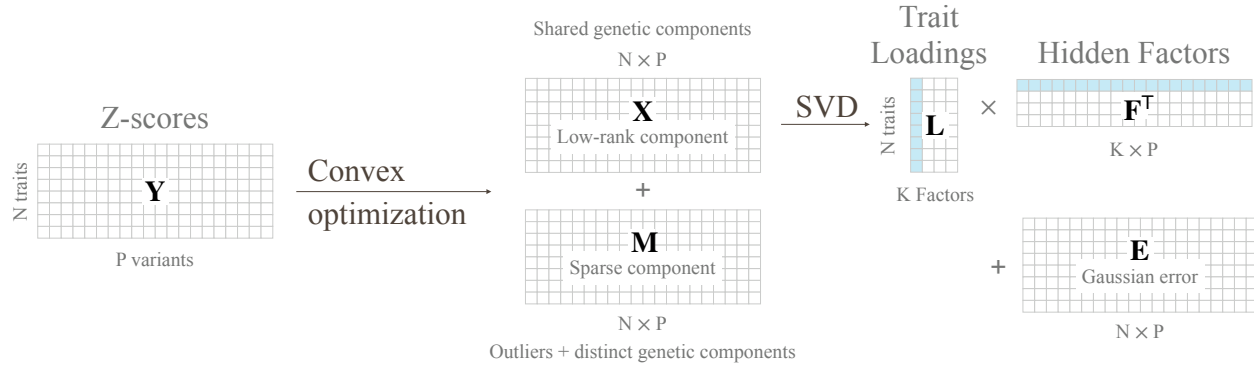 Z-scores
N traits
Y
P variants
Convex
optimization
Shared genetic components
N × P
X
Low-rank component
+
M
Sparse component
N × P
Outliers + distinct genetic components
SVD
Trait
Loadings
N traits
L
K Factors
×
Hidden Factors
F⊤
K × P
+
E
Gaussian error
N × P